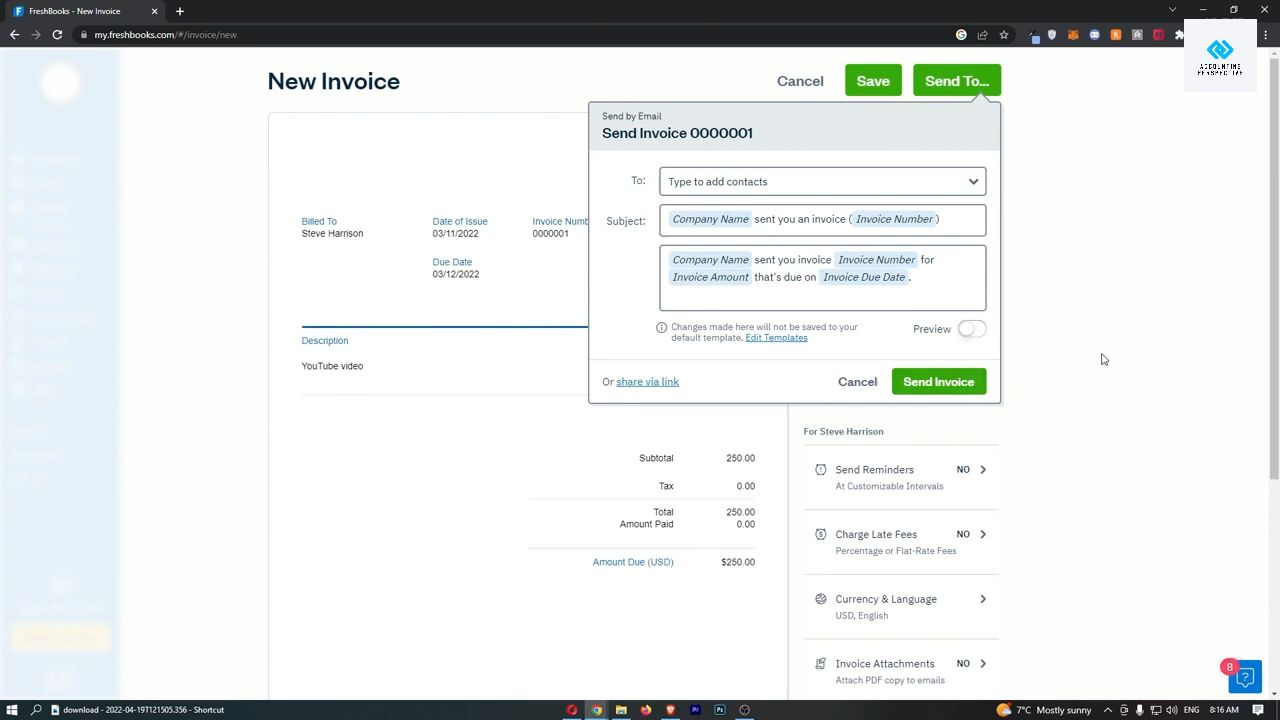 FreshBooks - New Invoice
my.freshbooks.com/#/invoice/new
ACCOUNTING
PERSPECTIVE
New Invoice
Cancel
Save
Send To...
Send by Email
Send Invoice 0000001
To:
Type to add contacts
Subject:
Company Name sent you an invoice (Invoice Number)
Company Name sent you invoice Invoice Number for
Invoice Amount that's due on Invoice Due Date.
Changes made here will not be saved to your
default template. Edit Templates
Preview
Or share via link
Cancel
Send Invoice
Billed To
Steve Harrison
Date of Issue
03/11/2022
Due Date
03/12/2022
Invoice Numb
0000001
Description
YouTube video
Subtotal 250.00
Tax 0.00
Total 250.00
Amount Paid 0.00
Amount Due (USD) $250.00
For Steve Harrison
Send Reminders NO
At Customizable Intervals
Charge Late Fees NO
Percentage or Flat-Rate Fees
Currency & Language
USD, English
Invoice Attachments NO
Attach PDF copy to emails
8
download - 2022-04-19T121505.356 - Shortcut
Pr
Ps
7°C Mostly sunny
ENG
8:16 AM